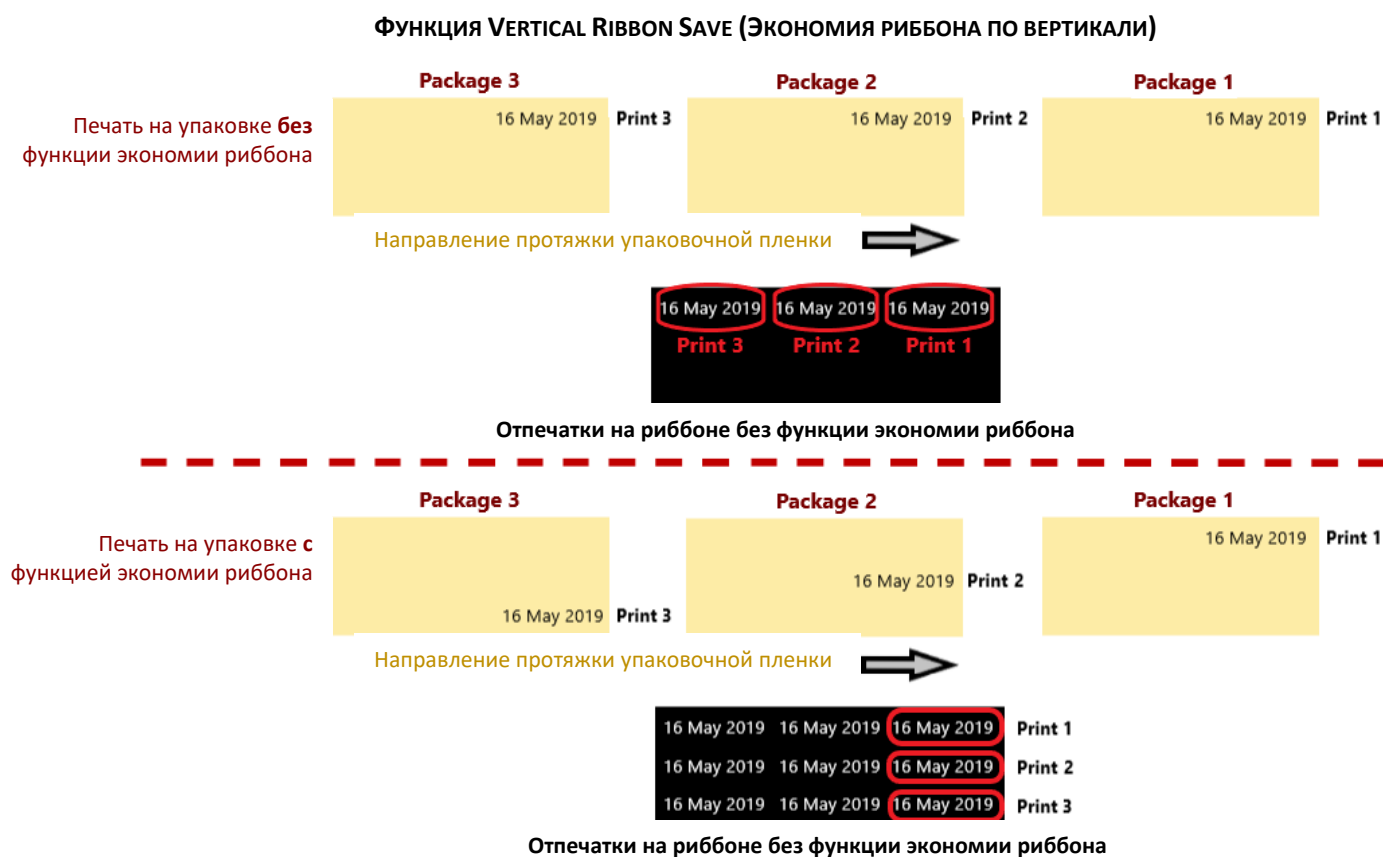 Функция Vertical Ribbon Save (Экономия риббона по вертикали)
Package 3 Package 2 Package 1
Печать на упаковке без
функции экономии риббона
16 May 2019 Print 3 16 May 2019 Print 2 16 May 2019 Print 1
Направление протяжки упаковочной пленки
16 May 2019 16 May 2019 16 May 2019
Print 3 Print 2 Print 1
Отпечатки на риббоне без функции экономии риббона
Package 3 Package 2 Package 1
Печать на упаковке с
функцией экономии риббона
16 May 2019 Print 1
16 May 2019 Print 2
16 May 2019 Print 3
Направление протяжки упаковочной пленки
16 May 2019 16 May 2019 16 May 2019 Print 1
16 May 2019 16 May 2019 16 May 2019 Print 2
16 May 2019 16 May 2019 16 May 2019 Print 3
Отпечатки на риббоне без функции экономии риббона